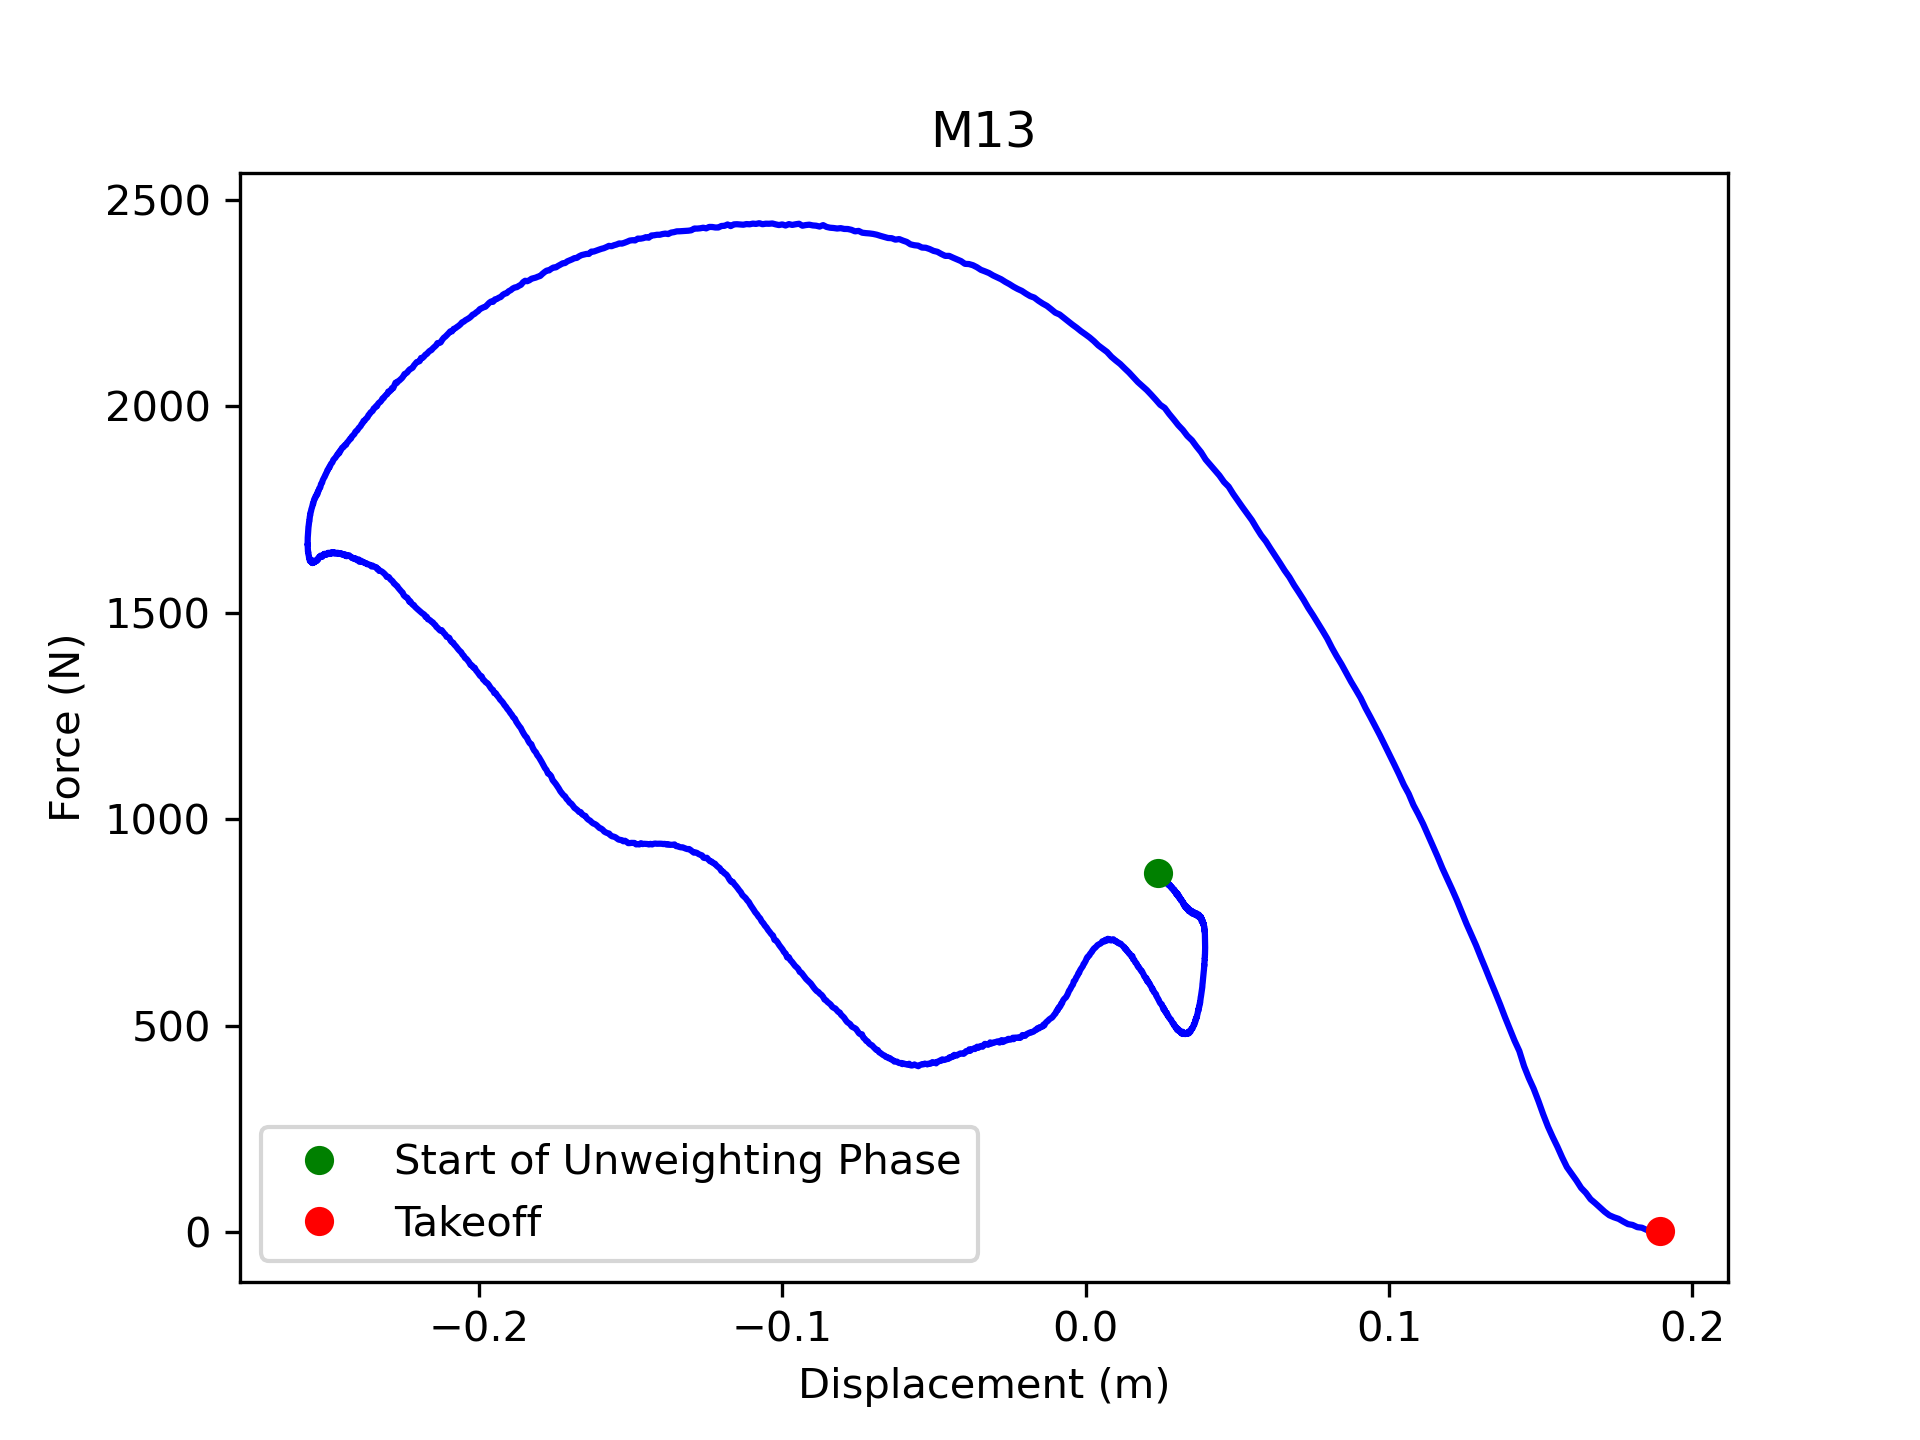 M13
2500
2000
1500
1000
500
0
Force (N)
−0.2
−0.1
0.0
0.1
0.2
Displacement (m)
Start of Unweighting Phase
Takeoff